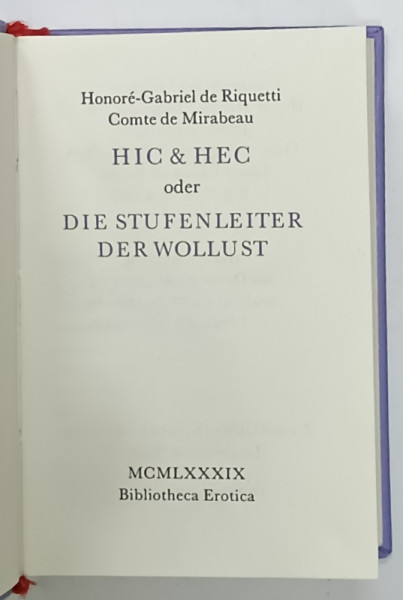 Honoré-Gabriel de Riquetti
Comte de Mirabeau
HIC & HEC
oder
DIE STUFENLEITER
DER WOLLUST
MCMLXXXIX
Bibliotheca Erotica